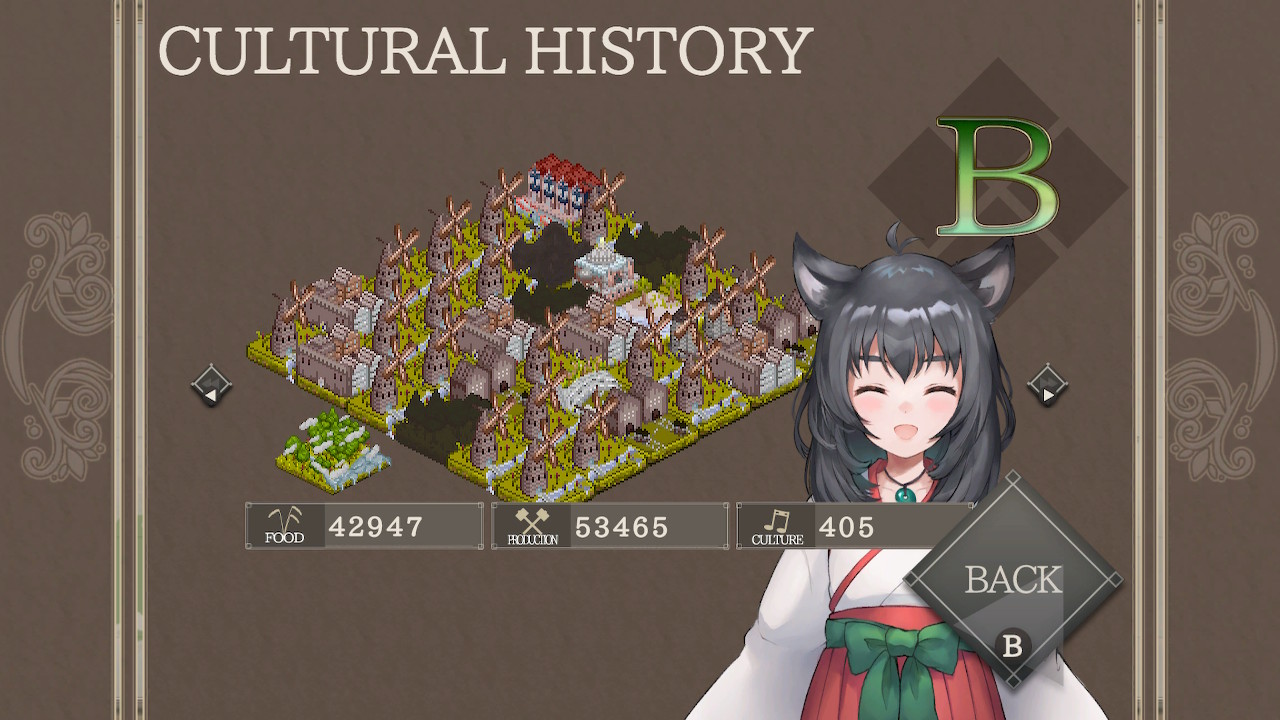 CULTURAL HISTORY
B
FOOD 42947
PRODUCTION 53465
CULTURE 405
BACK
B